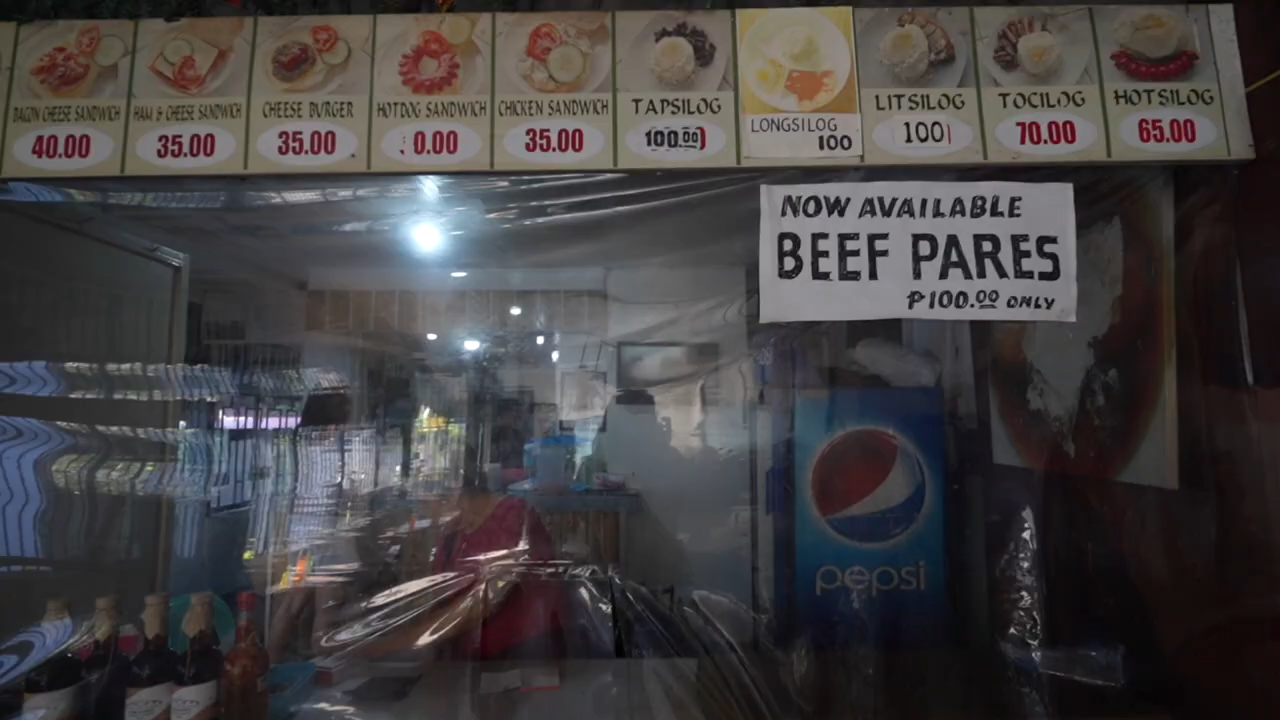 BACON CHEESE SANDWICH
40.00
HAM & CHEESE SANDWICH
35.00
CHEESE BURGER
35.00
HOTDOG SANDWICH
0.00
CHICKEN SANDWICH
35.00
TAPSILOG
100.00
LONGSILOG
100
LITSILOG
100
TOCILOG
70.00
HOTSILOG
65.00
NOW AVAILABLE
BEEF PARES
₱100.00 ONLY
pepsi